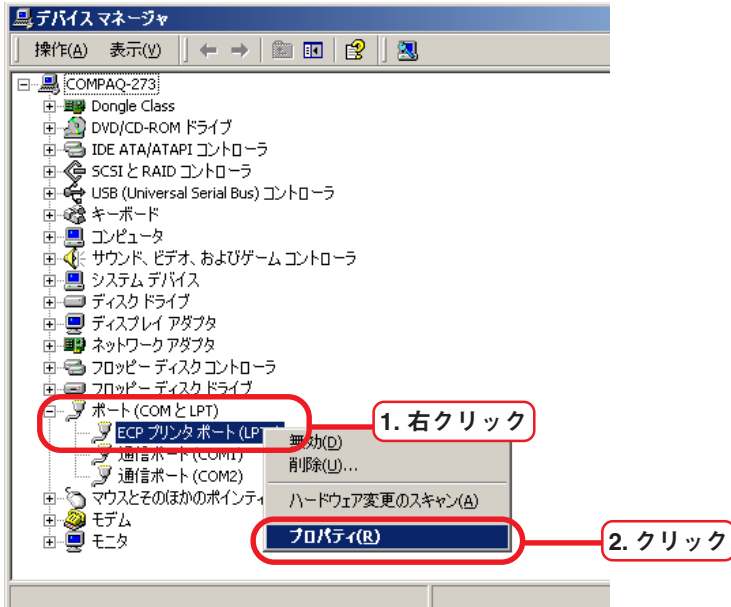 デバイス マネージャ
操作(A) 表示(V)
COMPAQ-273
Dongle Class
DVD/CD-ROM ドライブ
IDE ATA/ATAPI コントローラ
SCSI と RAID コントローラ
USB (Universal Serial Bus) コントローラ
キーボード
コンピュータ
サウンド、ビデオ、およびゲーム コントローラ
システム デバイス
ディスク ドライブ
ディスプレイ アダプタ
ネットワーク アダプタ
フロッピー ディスク コントローラ
フロッピー ディスク ドライブ
ポート (COM と LPT)
ECP プリンタ ポート (LPT
1. 右クリック
無効(D)
通信ポート (COM1)
削除(U)...
通信ポート (COM2)
マウスとそのほかのポインティ
ハードウェア変更のスキャン(A)
モデム
プロパティ(R)
モニタ
2. クリック